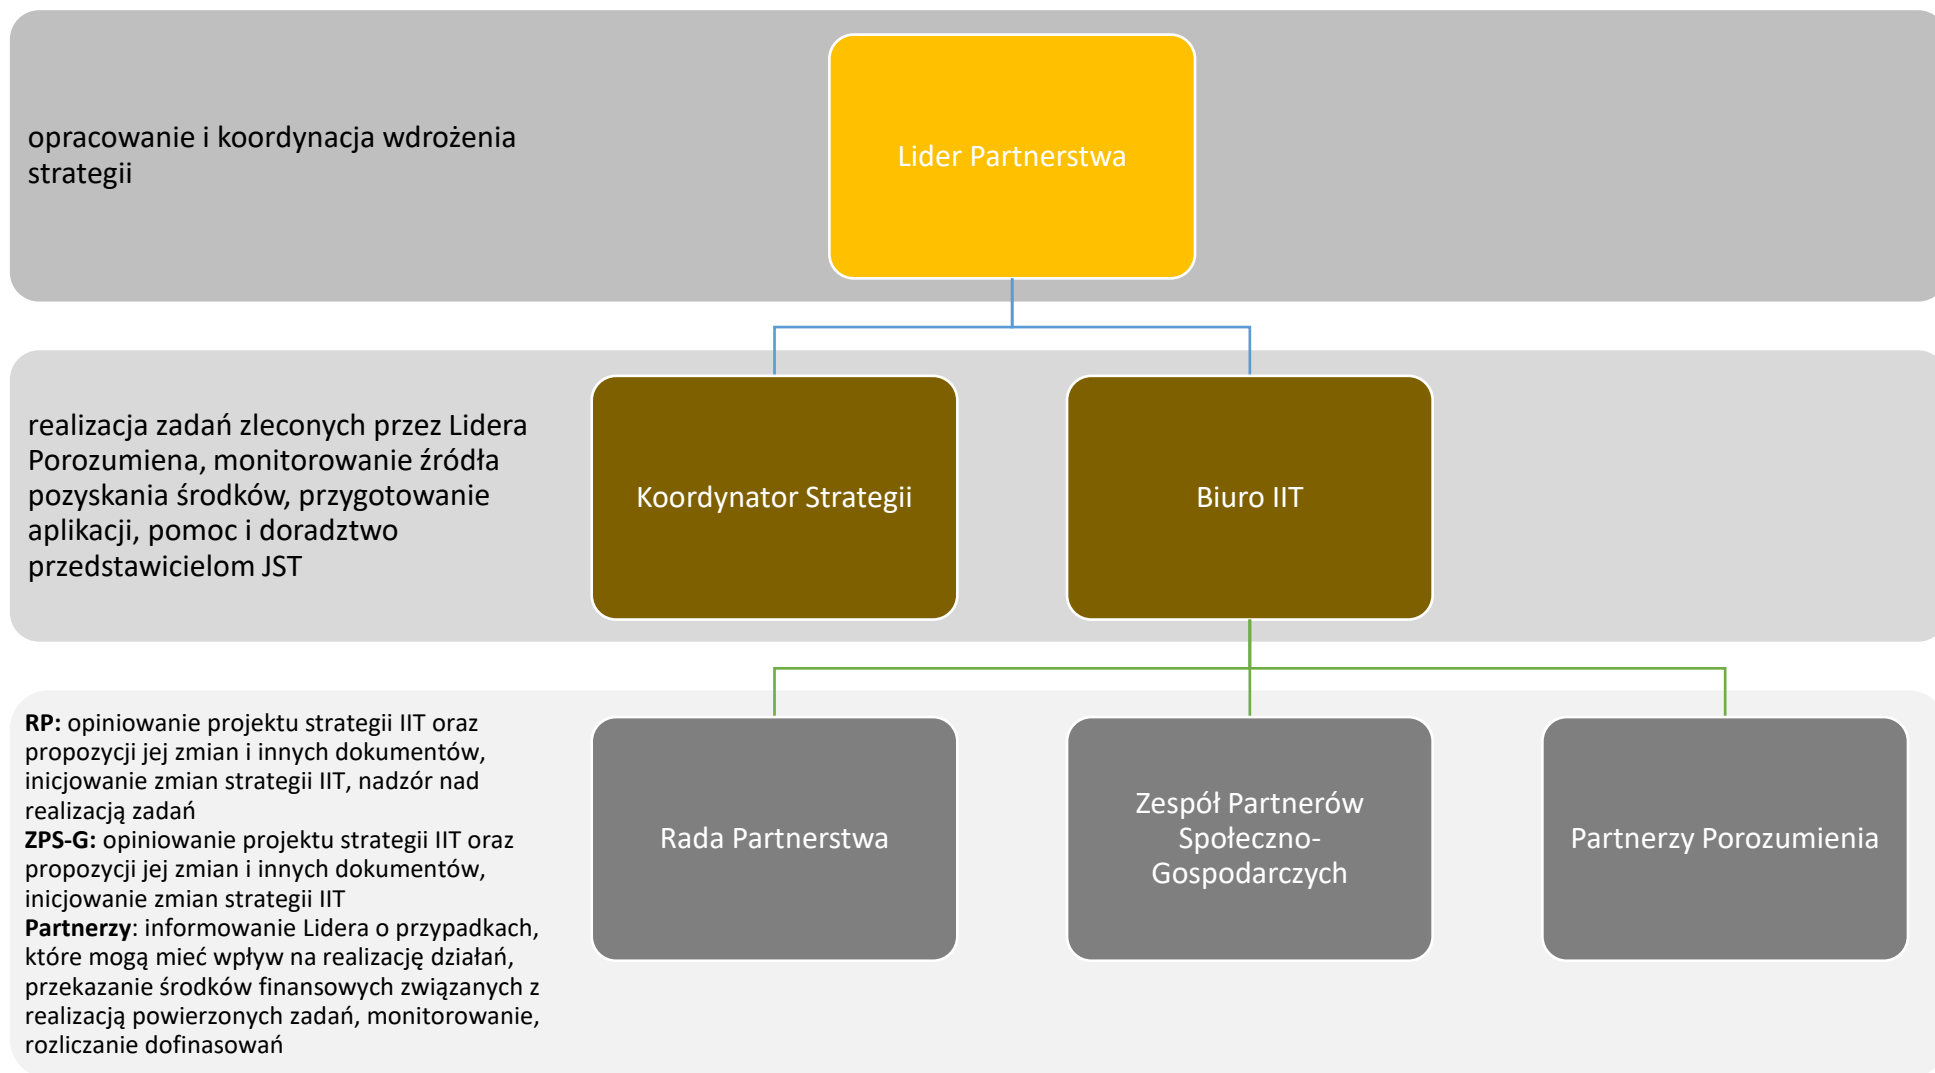 opracowanie i koordynacja wdrożenia
strategii
Lider Partnerstwa
realizacja zadań zleconych przez Lidera
Porozumiena, monitorowanie źródła
pozyskania środków, przygotowanie
aplikacji, pomoc i doradztwo
przedstawicielom JST
Koordynator Strategii
Biuro IIT
RP: opiniowanie projektu strategii IIT oraz
propozycji jej zmian i innych dokumentów,
inicjowanie zmian strategii IIT, nadzór nad
realizacją zadań
ZPS-G: opiniowanie projektu strategii IIT oraz
propozycji jej zmian i innych dokumentów,
inicjowanie zmian strategii IIT
Partnerzy: informowanie Lidera o przypadkach,
które mogą mieć wpływ na realizację działań,
przekazanie środków finansowych związanych z
realizacją powierzonych zadań, monitorowanie,
rozliczanie dofinasowań
Rada Partnerstwa
Zespół Partnerów
Społeczno-
Gospodarczych
Partnerzy Porozumienia